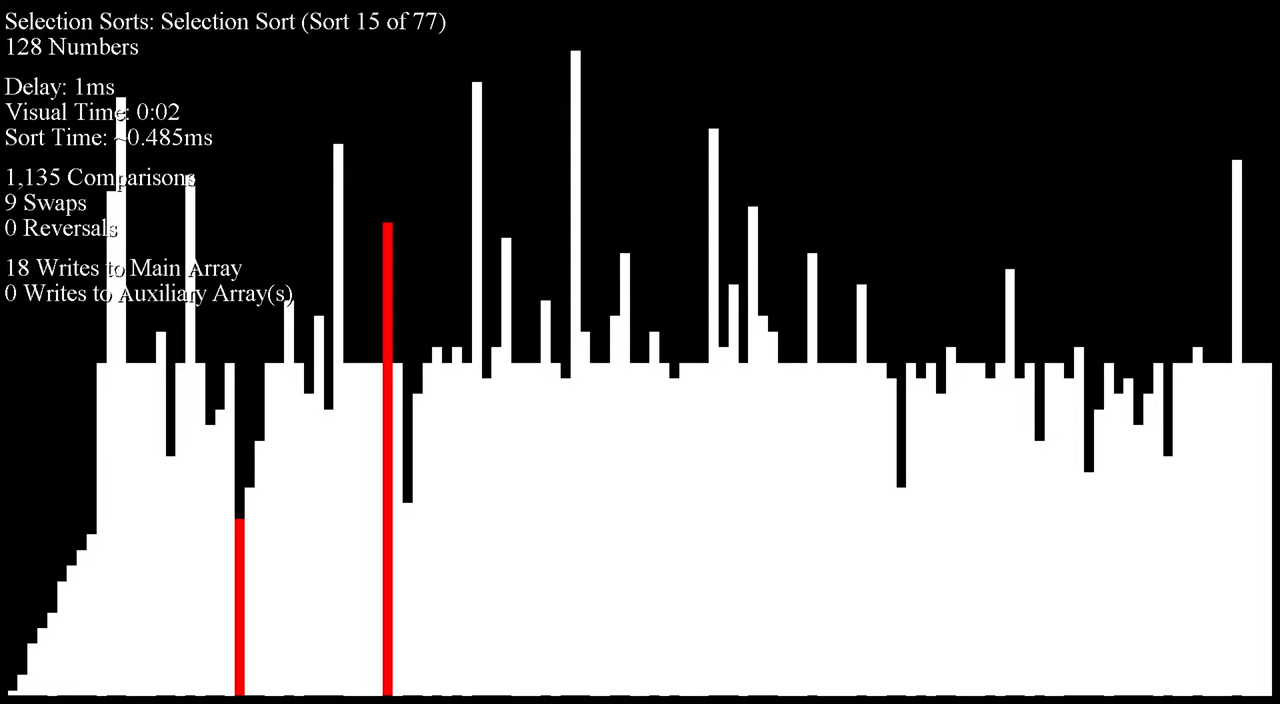 Selection Sorts: Selection Sort (Sort 15 of 77)
128 Numbers
Delay: 1ms
Visual Time: 0:02
Sort Time: ~0.485ms
1,135 Comparisons
9 Swaps
0 Reversals
18 Writes to Main Array
0 Writes to Auxiliary Array(s)